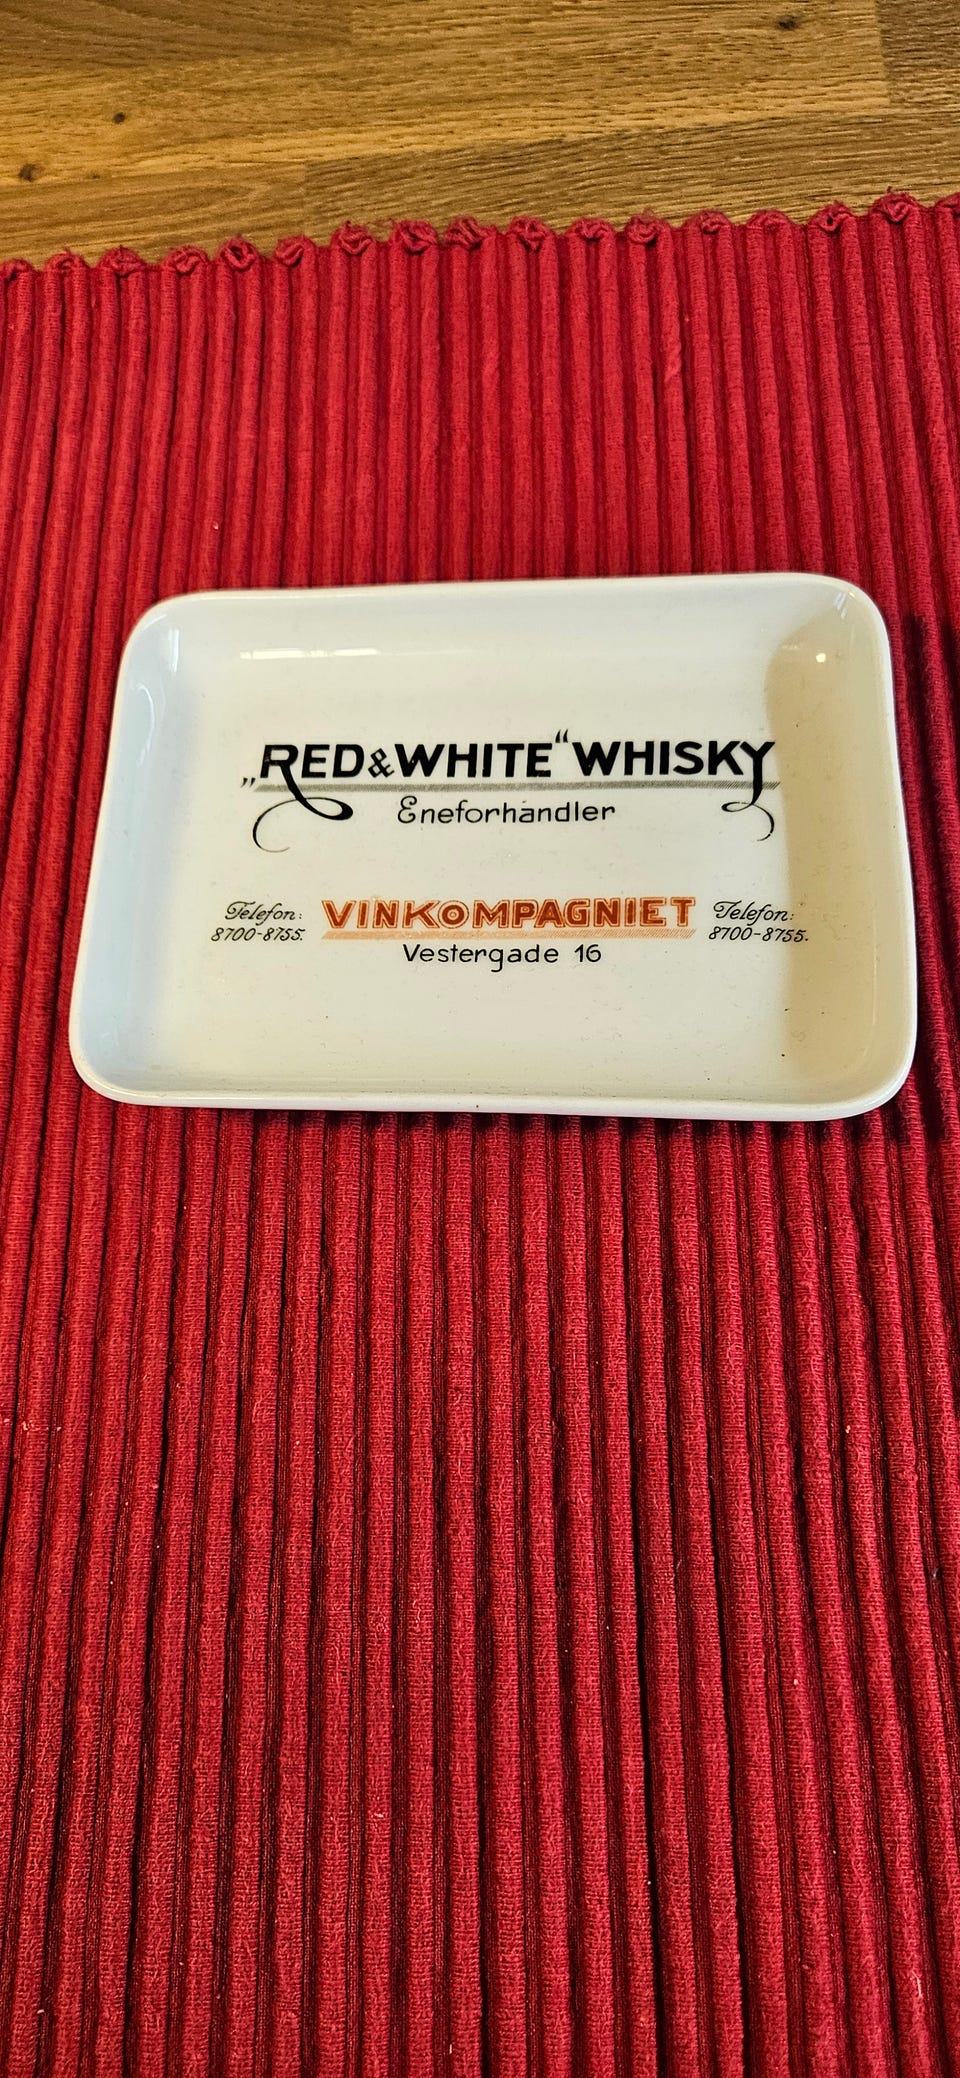 „RED & WHITE“ WHISKY
Eneforhandler
Telefon: VINKOMPAGNIET Telefon:
8700-8755. Vestergade 16 8700-8755.